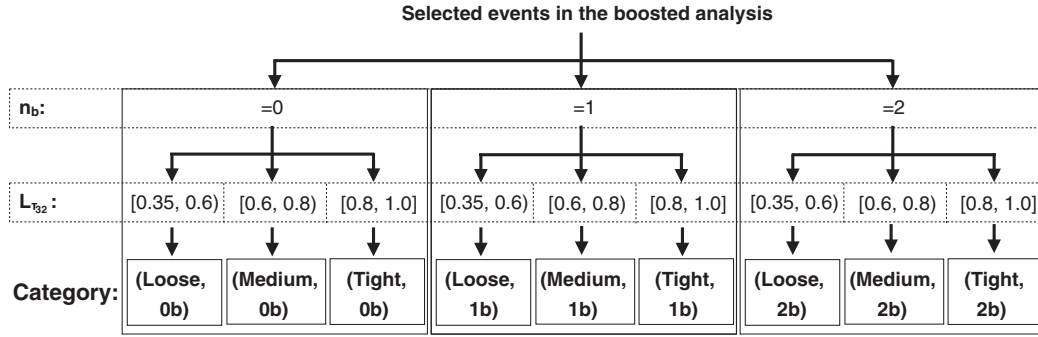 Selected events in the boosted analysis
n_b: =0 =1 =2
L_τ32: [0.35, 0.6) [0.6, 0.8) [0.8, 1.0] [0.35, 0.6) [0.6, 0.8) [0.8, 1.0] [0.35, 0.6) [0.6, 0.8) [0.8, 1.0]
Category: (Loose, (Medium, (Tight, (Loose, (Medium, (Tight, (Loose, (Medium, (Tight,
0b) 0b) 0b) 1b) 1b) 1b) 2b) 2b) 2b)